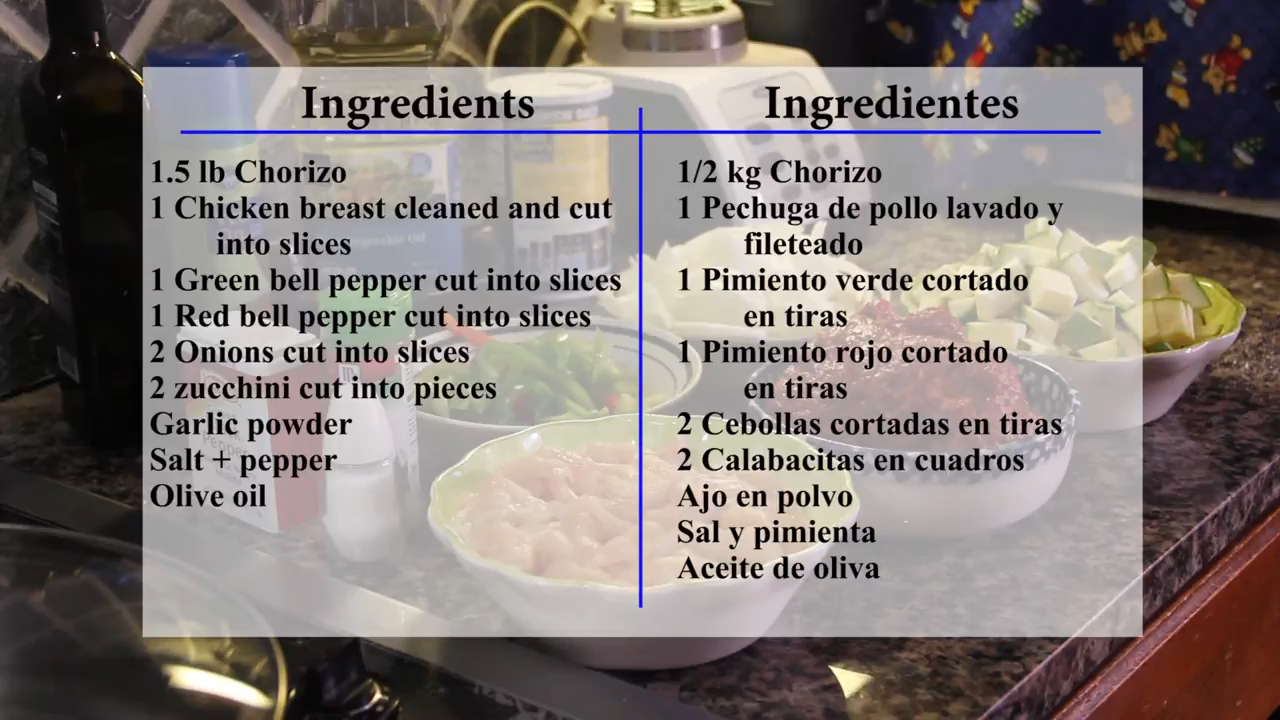 Ingredients
1.5 lb Chorizo
1 Chicken breast cleaned and cut
into slices
1 Green bell pepper cut into slices
1 Red bell pepper cut into slices
2 Onions cut into slices
2 zucchini cut into pieces
Garlic powder
Salt + pepper
Olive oil
Ingredientes
1/2 kg Chorizo
1 Pechuga de pollo lavado y
fileteado
1 Pimiento verde cortado
en tiras
1 Pimiento rojo cortado
en tiras
2 Cebollas cortadas en tiras
2 Calabacitas en cuadros
Ajo en polvo
Sal y pimienta
Aceite de oliva